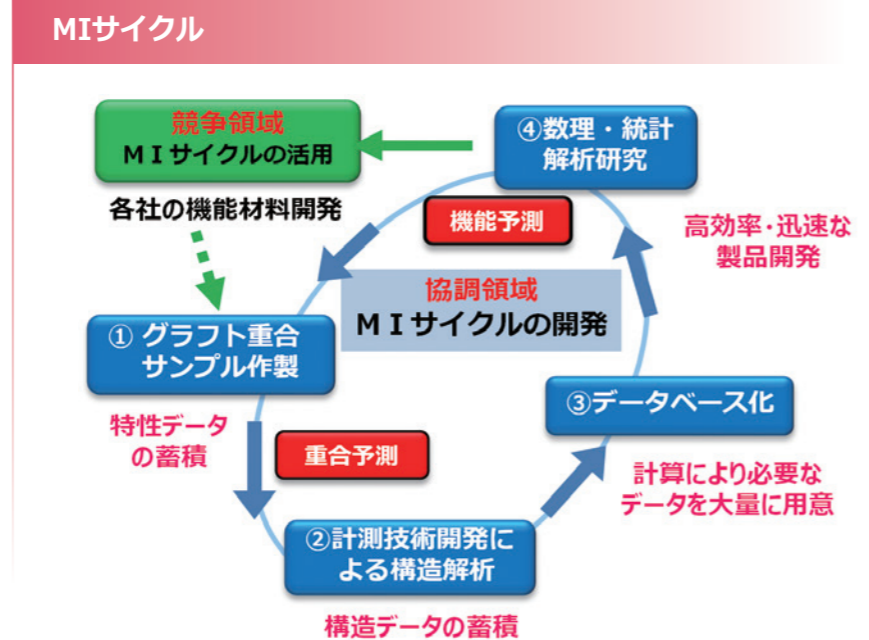 MIサイクル
競争領域
ＭＩサイクルの活用
各社の機能材料開発
④数理・統計
解析研究
機能予測
高効率・迅速な
製品開発
協調領域
ＭＩサイクルの開発
① グラフト重合
サンプル作製
特性データ
の蓄積
重合予測
③データベース化
計算により必要な
データを大量に用意
②計測技術開発に
よる構造解析
構造データの蓄積